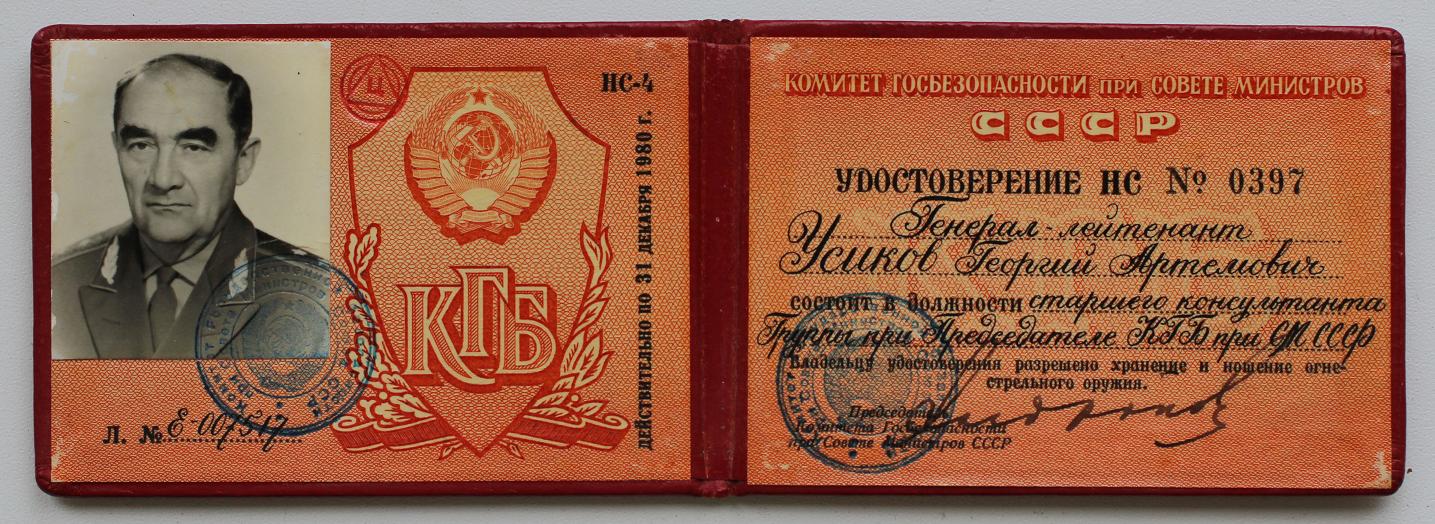 Ц
НС-4
КГБ
ДЕЙСТВИТЕЛЬНО ПО 31 ДЕКАБРЯ 1980 г.
Л. № Е-007517
КОМИТЕТ ГОСБЕЗОПАСНОСТИ ПРИ СОВЕТЕ МИНИСТРОВ
СССР
УДОСТОВЕРЕНИЕ НС № 0397
Генерал-лейтенант
Усиков Георгий Артемович
состоит в должности старшего консультанта
Группы при Председателе КГБ при СМ СССР
Владельцу удостоверения разрешено хранение и ношение огне-
стрельного оружия.
Председатель
Комитета Госбезопасности
при Совете Министров СССР